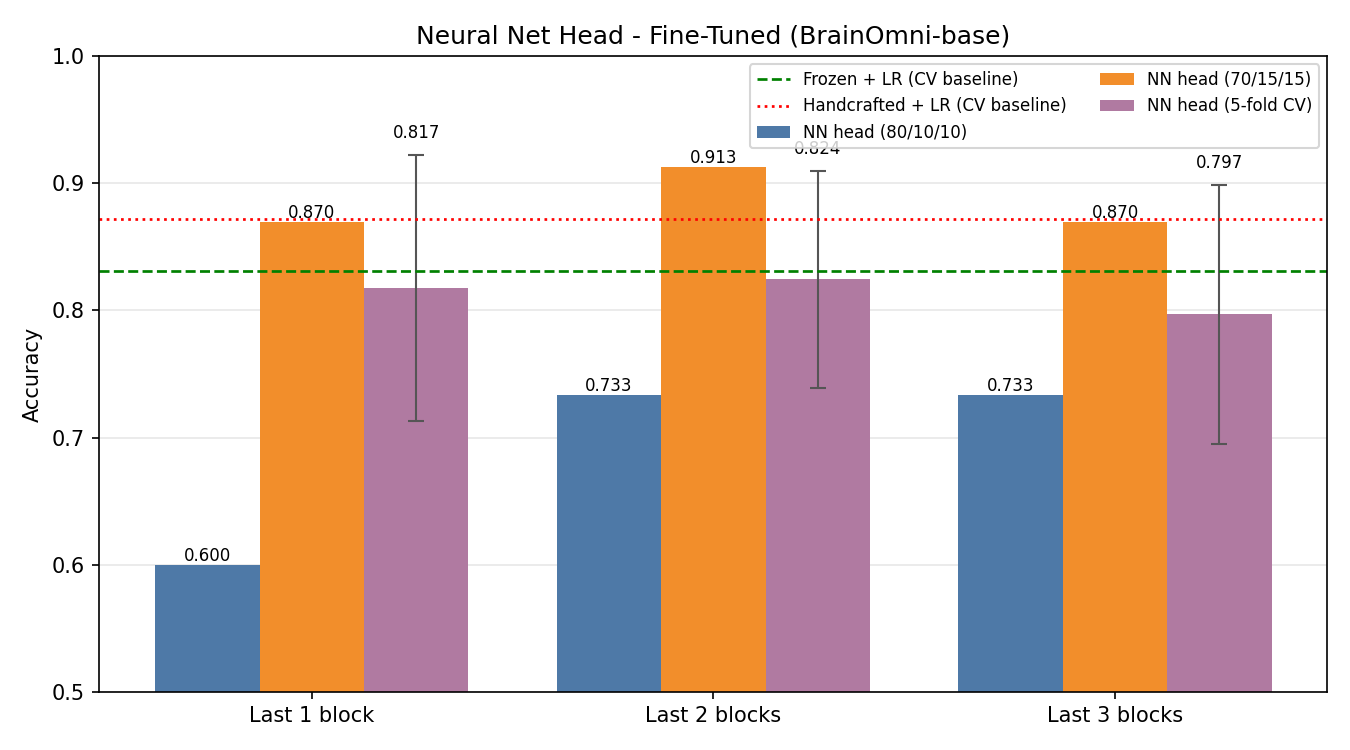 Neural Net Head - Fine-Tuned (BrainOmni-base)
Frozen + LR (CV baseline)
Handcrafted + LR (CV baseline)
NN head (80/10/10)
NN head (70/15/15)
NN head (5-fold CV)
Accuracy
1.0
0.9
0.8
0.7
0.6
0.5
0.600
0.870
0.817
0.733
0.913
0.824
0.733
0.870
0.797
Last 1 block
Last 2 blocks
Last 3 blocks